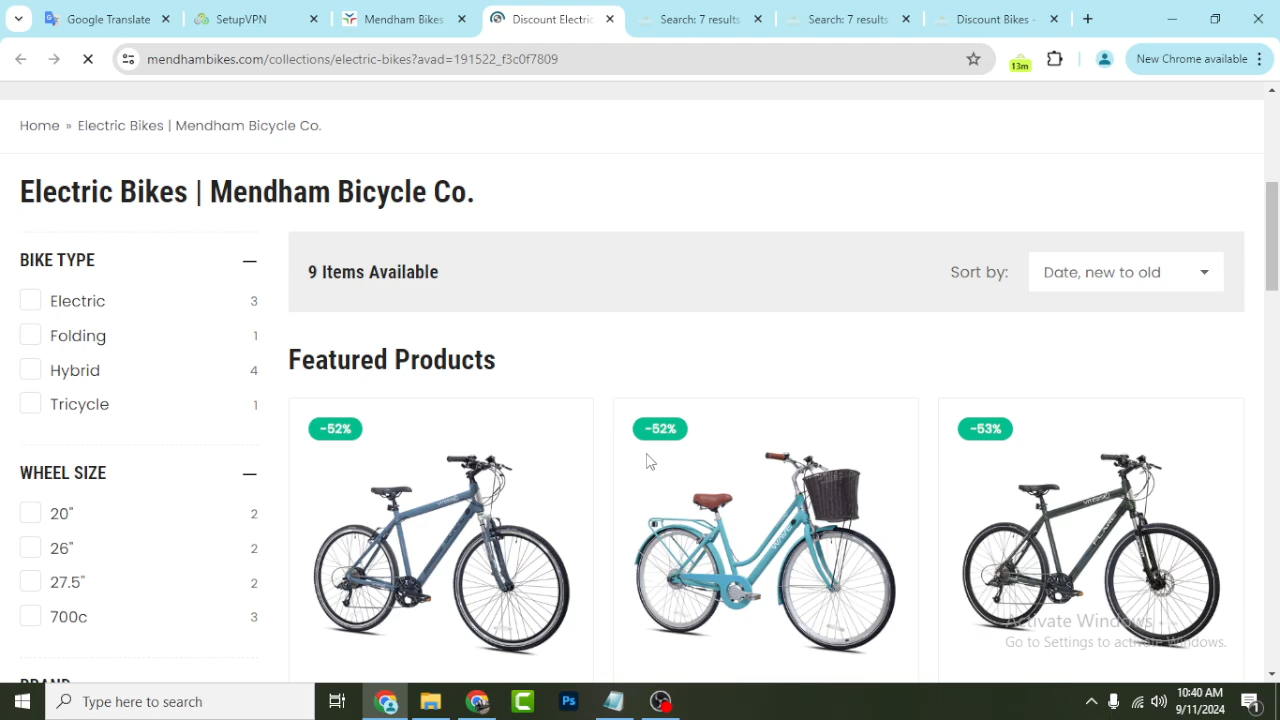 Google Translate
SetupVPN
Mendham Bikes
Discount Electric
Search: 7 results
Search: 7 results
Discount Bikes -
mendhambikes.com/collections/electric-bikes?avad=191522_f3c0f7809
13m
New Chrome available
Home » Electric Bikes | Mendham Bicycle Co.
Electric Bikes | Mendham Bicycle Co.
BIKE TYPE
Electric 3
Folding 1
Hybrid 4
Tricycle 1
WHEEL SIZE
20" 2
26" 2
27.5" 2
700c 3
BRAND
9 Items Available
Sort by: Date, new to old
Featured Products
-52%
-52%
-53%
Activate Windows
Go to Settings to activate Windows.
Type here to search
C
Ps
10:40 AM
9/11/2024
1